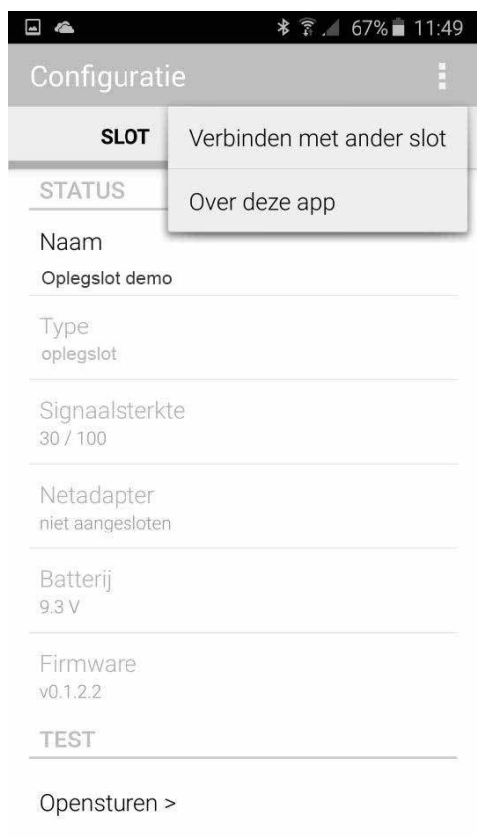 67% 11:49
Configuratie
SLOT
Verbinden met ander slot
Over deze app
STATUS
Naam
Oplegslot demo
Type
oplegslot
Signaalsterkte
30 / 100
Netadapter
niet aangesloten
Batterij
9.3 V
Firmware
v0.1.2.2
TEST
Opensturen >